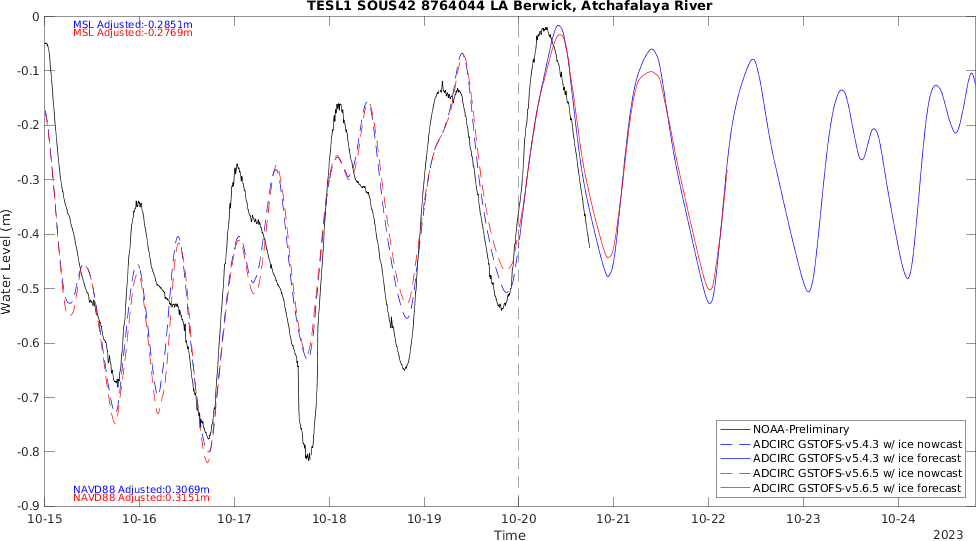 TESL1 SOUS42 8764044 LA Berwick, Atchafalaya River
MSL Adjusted:-0.2851m
MSL Adjusted:-0.2769m
0
-0.1
-0.2
-0.3
-0.4
-0.5
-0.6
-0.7
-0.8
-0.9
Water Level (m)
NAVD88 Adjusted:0.3069m
NAVD88 Adjusted:0.3151m
NOAA-Preliminary
ADCIRC GSTOFS-v5.4.3 w/ ice nowcast
ADCIRC GSTOFS-v5.4.3 w/ ice forecast
ADCIRC GSTOFS-v5.6.5 w/ ice nowcast
ADCIRC GSTOFS-v5.6.5 w/ ice forecast
10-15 10-16 10-17 10-18 10-19 10-20 10-21 10-22 10-23 10-24
Time
2023